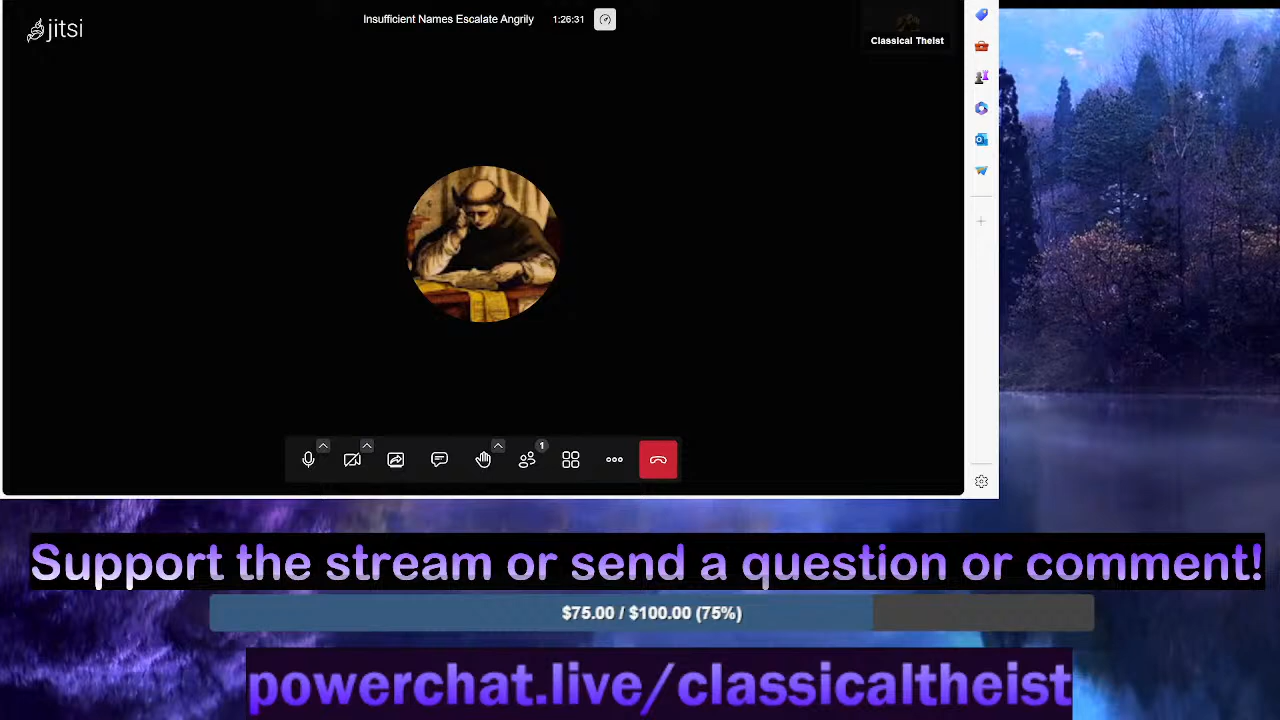 jitsi
Insufficient Names Escalate Angrily 1:26:31
Classical Theist
1
Support the stream or send a question or comment!
$75.00 / $100.00 (75%)
powerchat.live/classicaltheist